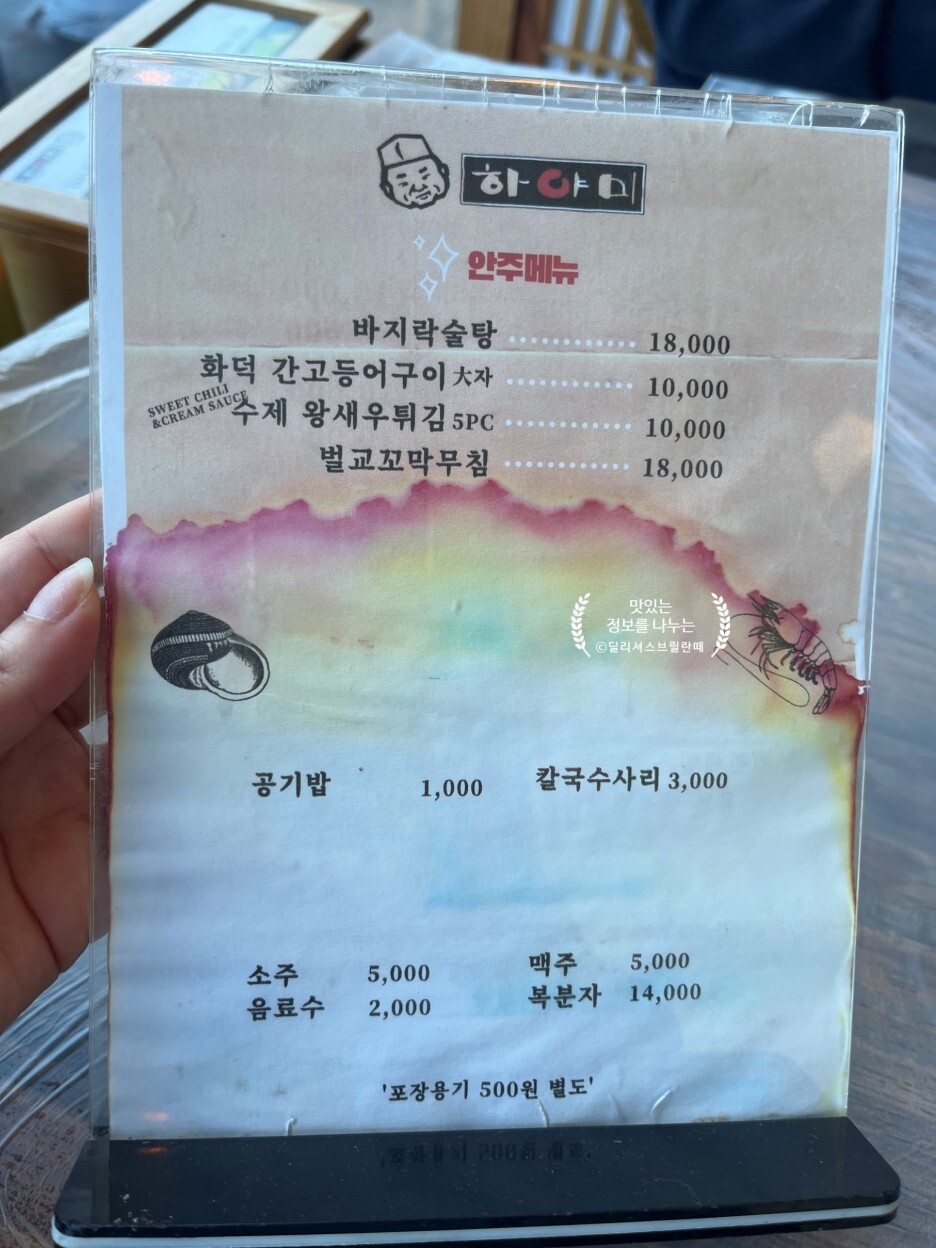 하야미
안주메뉴
바지락술탕 ............ 18,000
화덕 간고등어구이 大자 ............ 10,000
SWEET CHILI
&CREAM SAUCE
수제 왕새우튀김 5PC ............ 10,000
벌교꼬막무침 ............ 18,000
맛있는
정보를 나누는
©딜리셔스브릴란떼
공기밥 1,000 칼국수사리 3,000
소주 5,000 맥주 5,000
음료수 2,000 복분자 14,000
'포장용기 500원 별도'